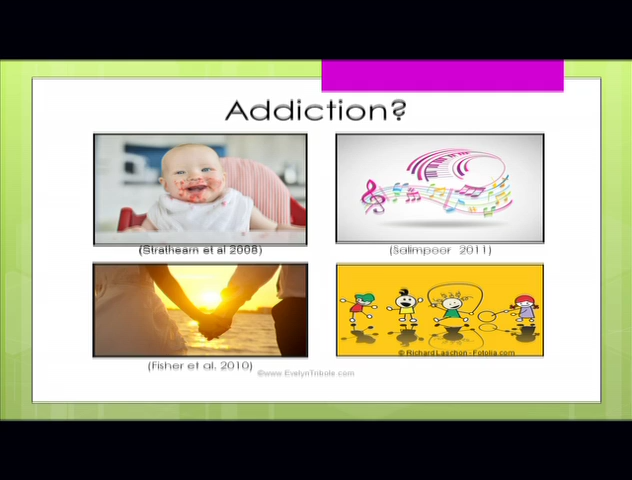 Addiction?
(Strathearn et al 2008)
(Salimpoor 2011)
© Richard Laschon - Fotolia.com
(Fisher et al. 2010)
©www.EvelynTribole.com